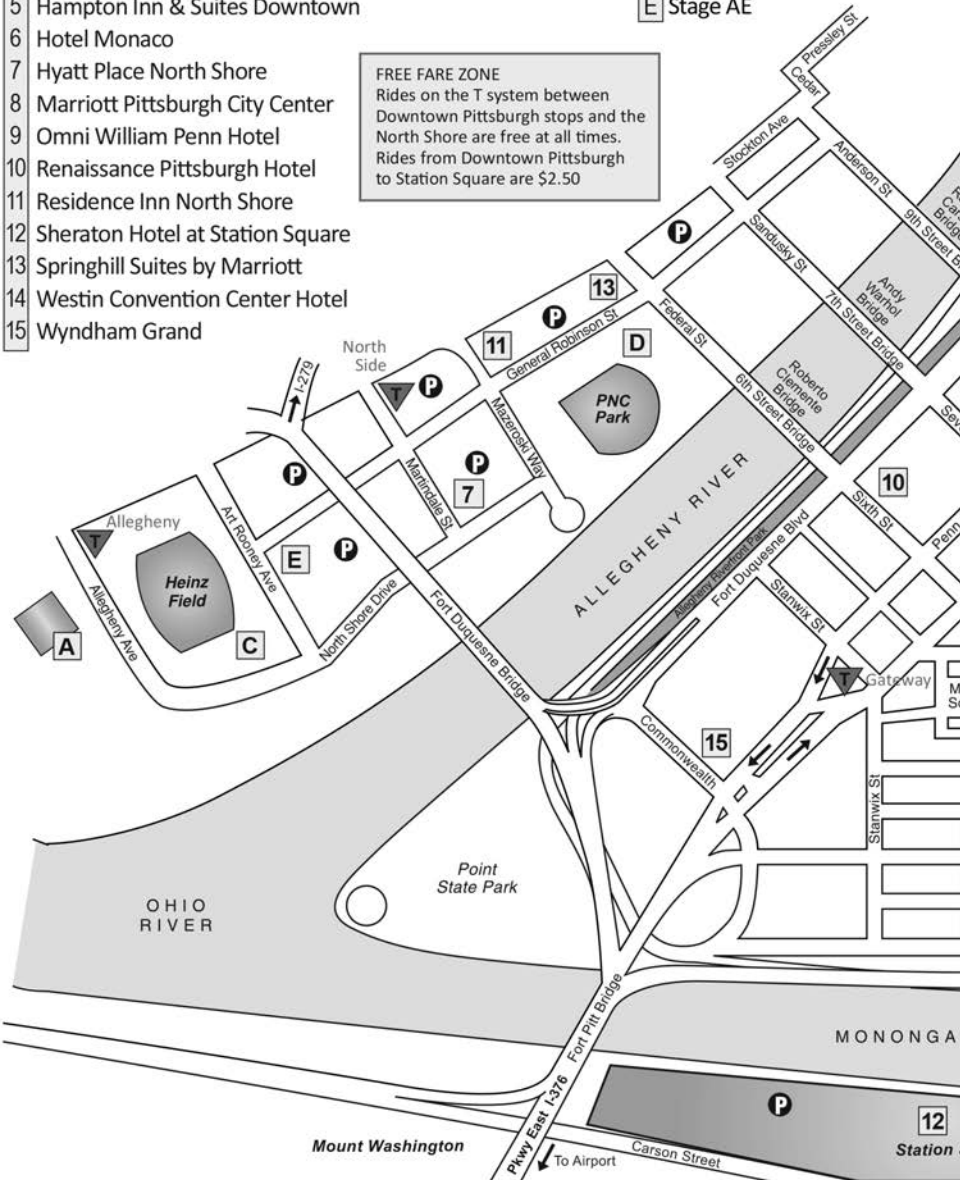 5 Hampton Inn & Suites Downtown
6 Hotel Monaco
7 Hyatt Place North Shore
8 Marriott Pittsburgh City Center
9 Omni William Penn Hotel
10 Renaissance Pittsburgh Hotel
11 Residence Inn North Shore
12 Sheraton Hotel at Station Square
13 Springhill Suites by Marriott
14 Westin Convention Center Hotel
15 Wyndham Grand
E Stage AE
FREE FARE ZONE
Rides on the T system between
Downtown Pittsburgh stops and the
North Shore are free at all times.
Rides from Downtown Pittsburgh
to Station Square are $2.50
Pressley St
Cedar
Stockton Ave
Anderson St
9th Street
Sandusky St
7th Street Bridge
Andy
Warhol
Bridge
P
13
P
General Robinson St
11
Federal St
D
PNC
Park
6th Street Bridge
Roberto
Clemente
Bridge
North
Side
T
P
I-279
Mazeroski Way
P
7
Martindale St
P
Art Rooney Ave
E
P
Allegheny
T
Heinz
Field
C
A
Allegheny Ave
North Shore Drive
Fort Duquesne Bridge
ALLEGHENY RIVER
Allegheny Riverfront Park
Fort Duquesne Blvd
10
Sixth St
Penn
Stanwix St
T
Gateway
15
Commonwealth
Stanwix St
Point
State Park
OHIO
RIVER
Fort Pitt Bridge
MONONGA
Pkwy East I-376
To Airport
Mount Washington
Carson Street
P
12
Station